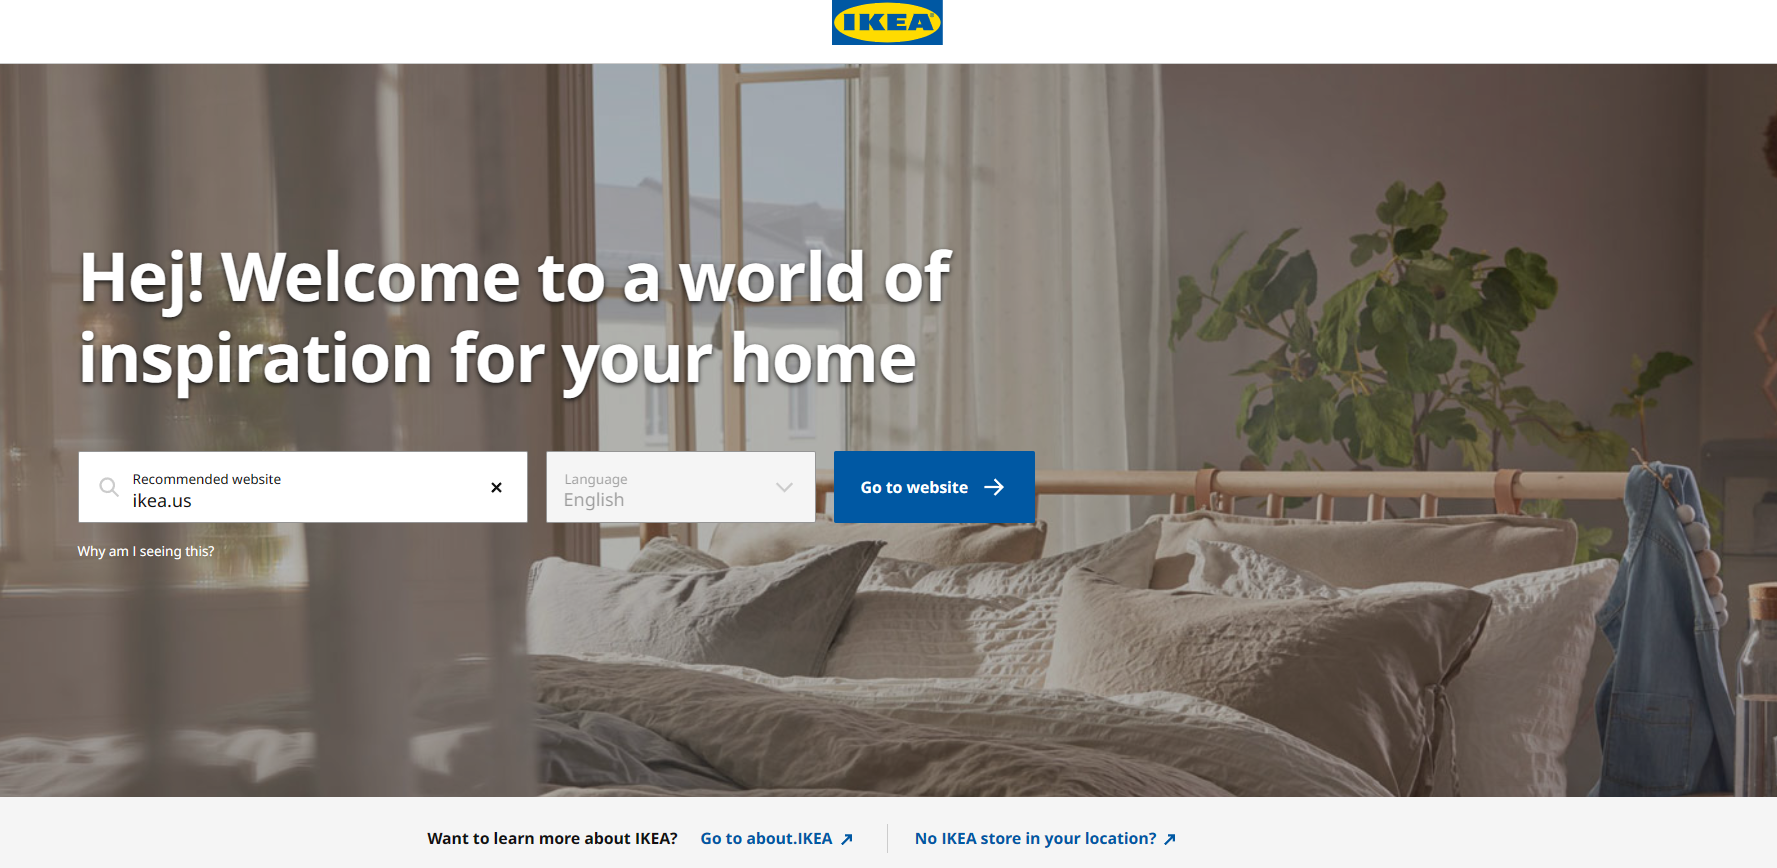 IKEA
Hej! Welcome to a world of
inspiration for your home
Recommended website
ikea.us
Language
English
Go to website
Why am I seeing this?
Want to learn more about IKEA?
Go to about.IKEA
No IKEA store in your location?